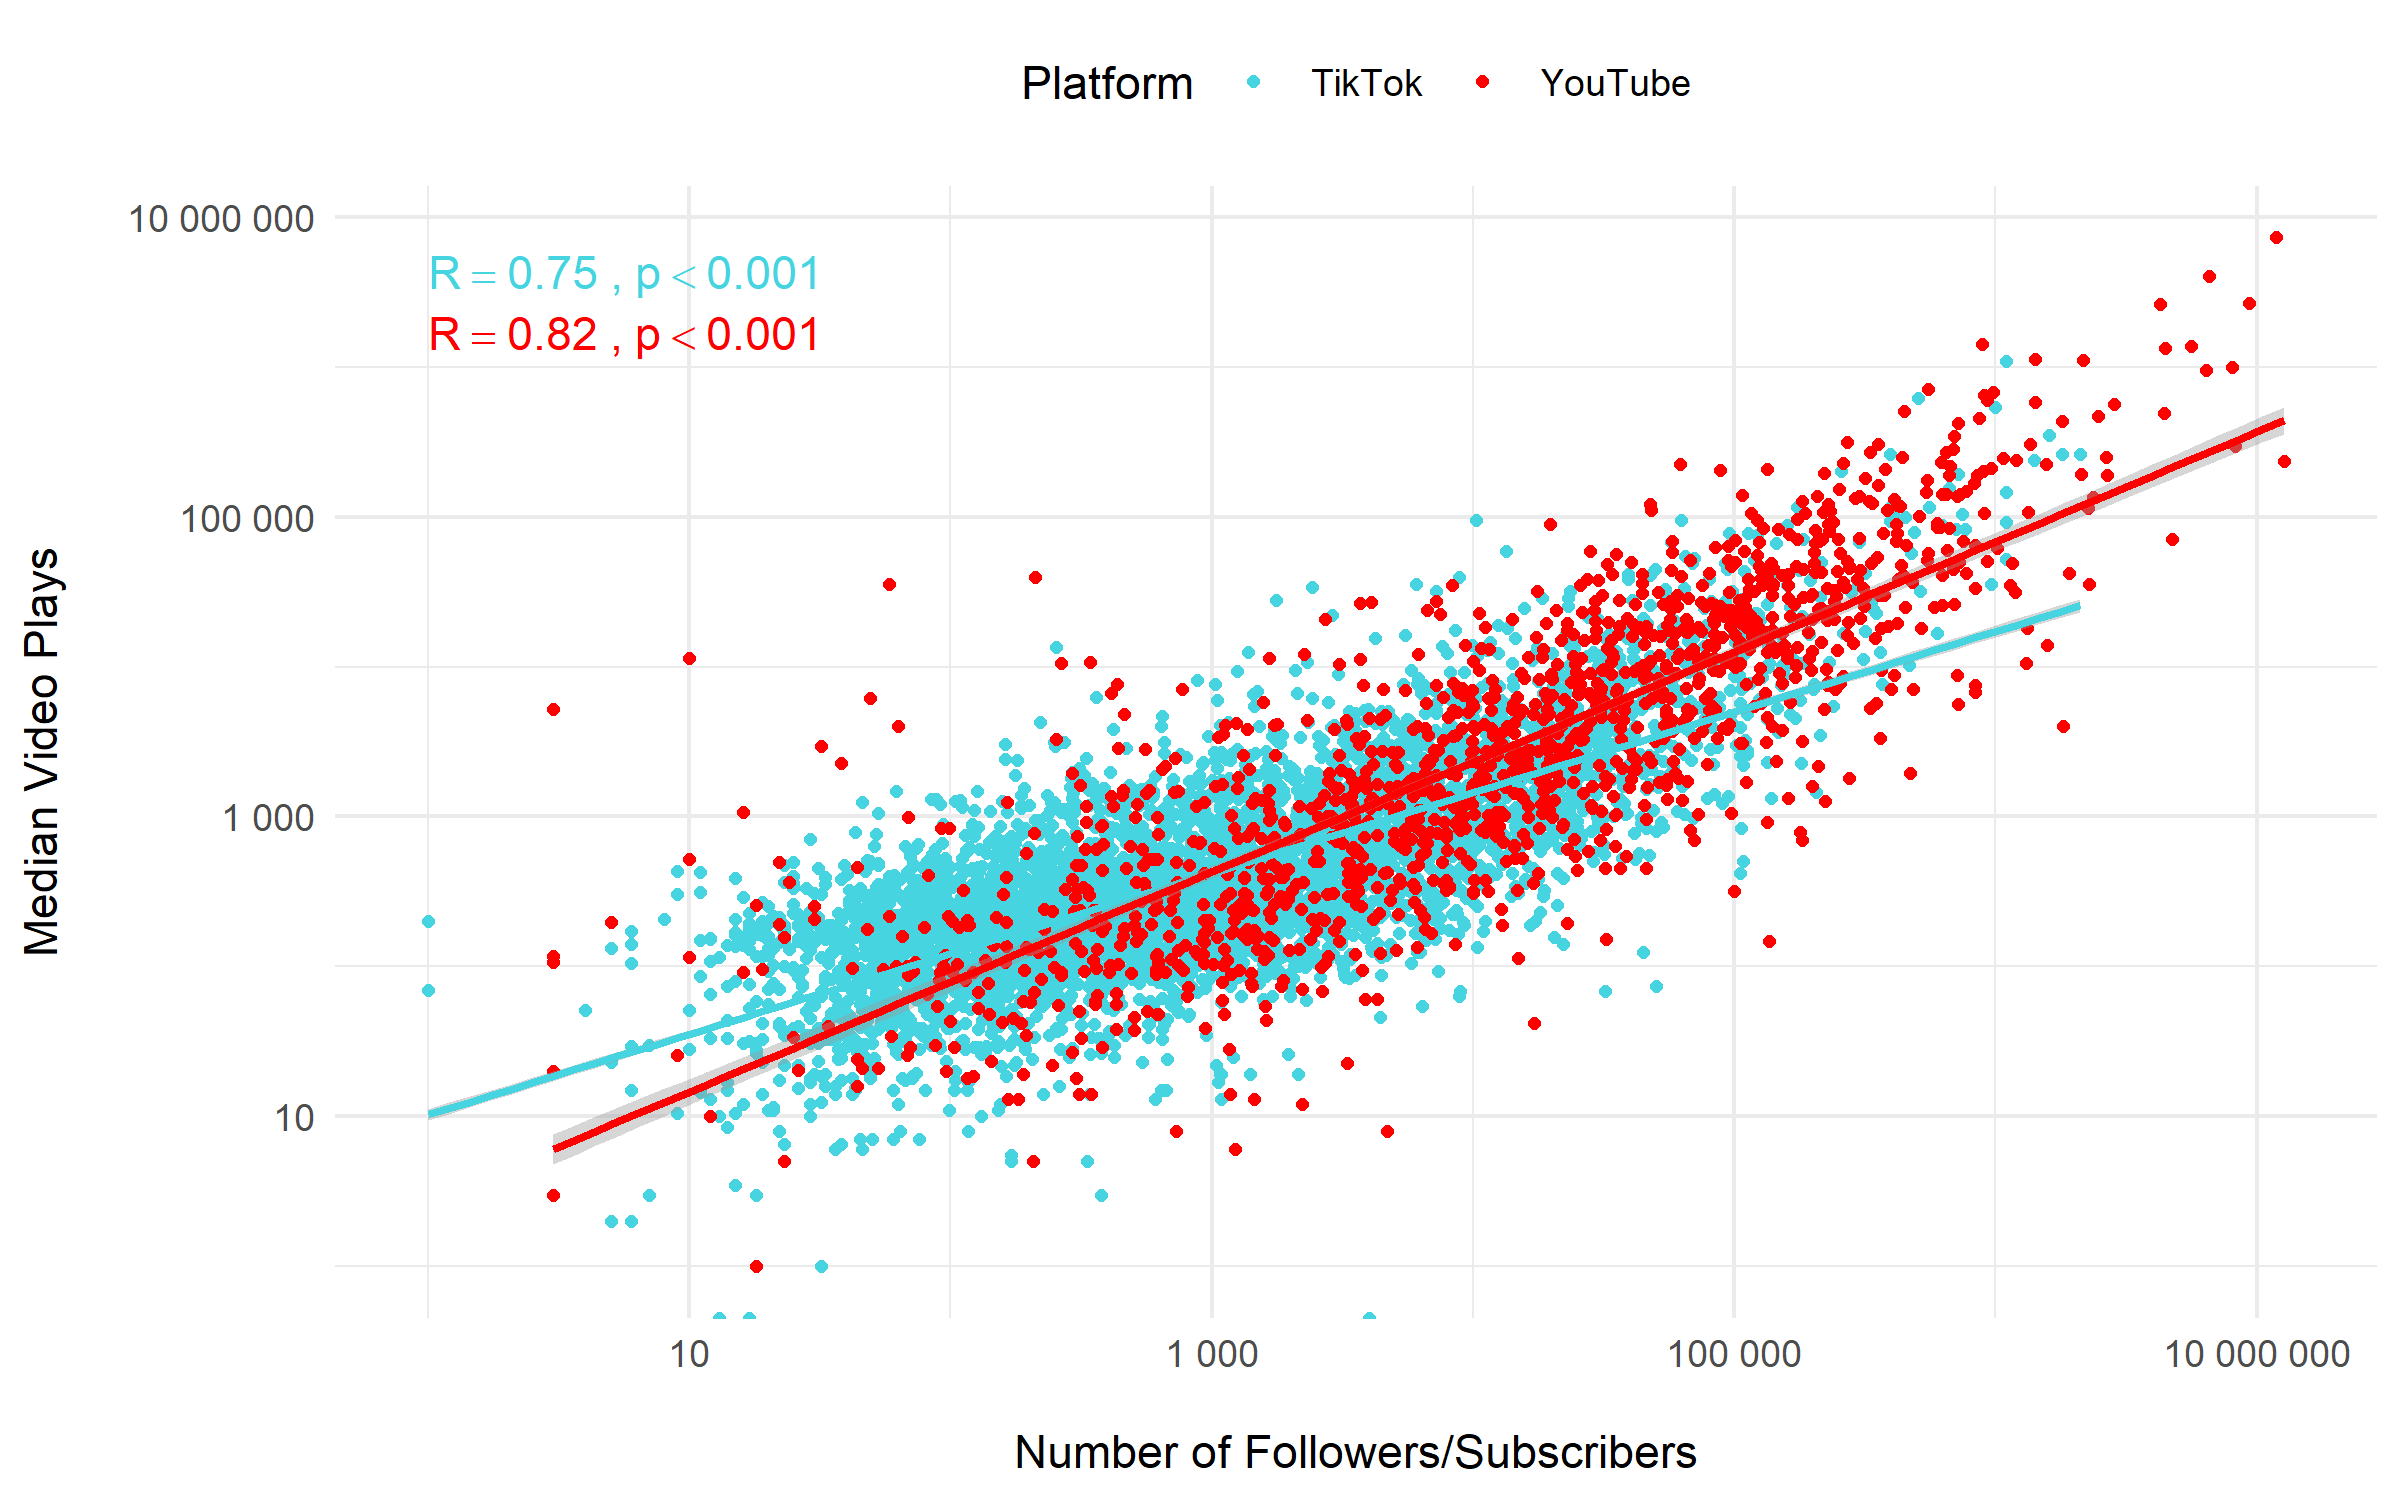 Platform TikTok YouTube
10 000 000
R = 0.75 , p < 0.001
R = 0.82 , p < 0.001
100 000
Median Video Plays
1 000
10
10 1 000 100 000 10 000 000
Number of Followers/Subscribers